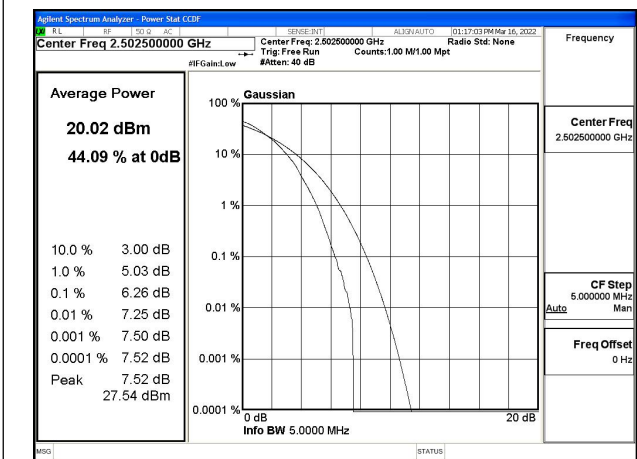 Agilent Spectrum Analyzer - Power Stat CCDF
RL RF 50 Ω AC SENSE:INT ALIGN AUTO 01:17:03 PM Mar 16, 2022
Center Freq 2.502500000 GHz
Center Freq: 2.502500000 GHz Radio Std: None
Trig: Free Run Counts:1.00 M/1.00 Mpt
#IFGain:Low #Atten: 40 dB
Frequency
Average Power
20.02 dBm
44.09 % at 0dB
10.0 % 3.00 dB
1.0 % 5.03 dB
0.1 % 6.26 dB
0.01 % 7.25 dB
0.001 % 7.50 dB
0.0001 % 7.52 dB
Peak 7.52 dB
27.54 dBm
Gaussian
100 %
10 %
1 %
0.1 %
0.01 %
0.001 %
0.0001 %
0 dB 20 dB
Info BW 5.0000 MHz
Center Freq
2.502500000 GHz
CF Step
5.000000 MHz
Auto Man
Freq Offset
0 Hz
MSG STATUS